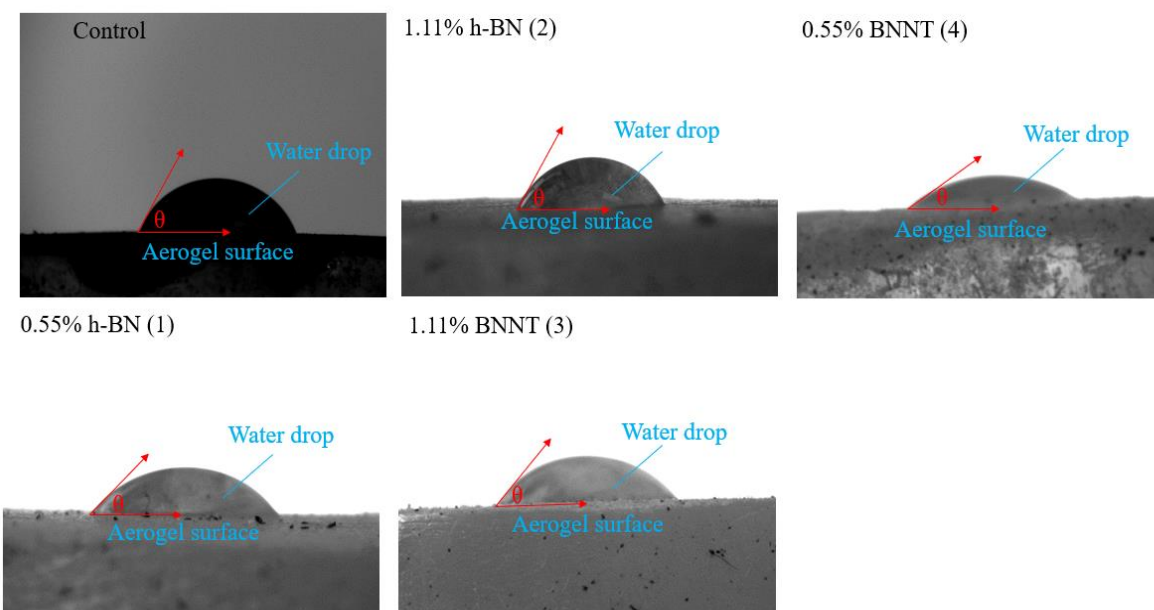 Control
Water drop
θ
Aerogel surface
1.11% h-BN (2)
Water drop
θ
Aerogel surface
0.55% BNNT (4)
Water drop
θ
Aerogel surface
0.55% h-BN (1)
Water drop
θ
Aerogel surface
1.11% BNNT (3)
Water drop
θ
Aerogel surface